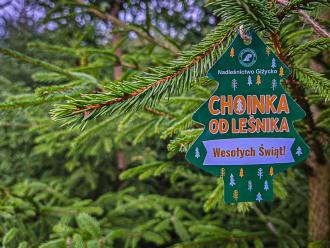 Nadleśnictwo Giżycko
CHOINKA
OD LEŚNIKA
Wesołych Świąt!